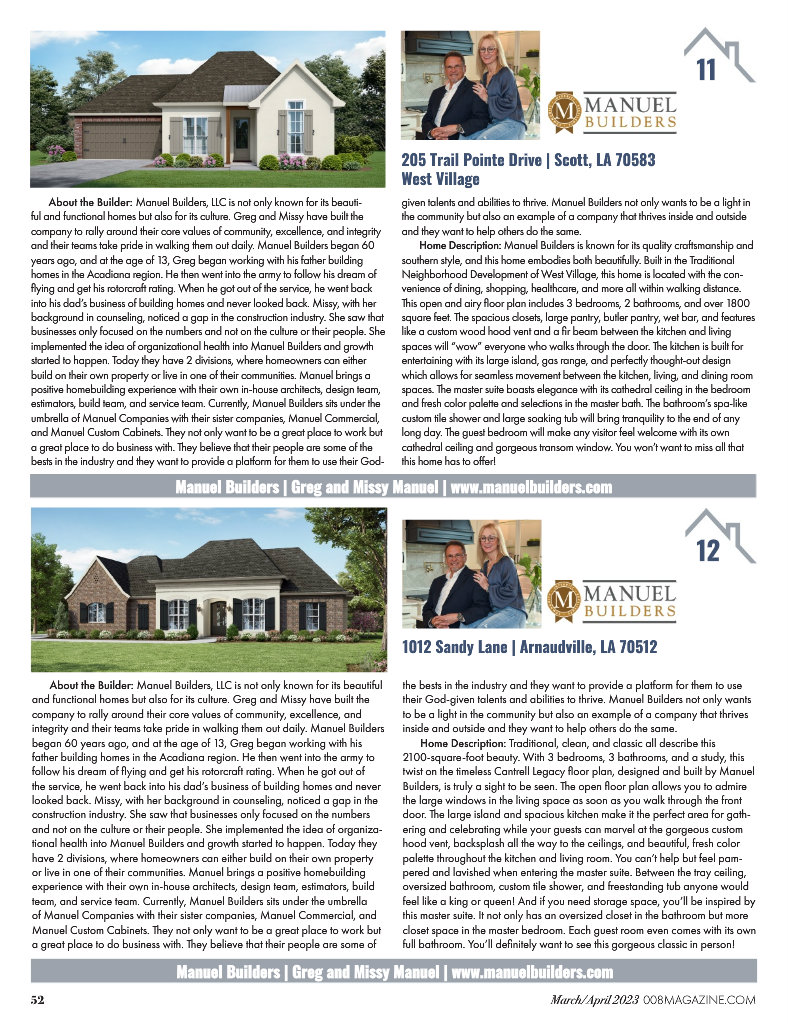 11
MANUEL
BUILDERS
205 Trail Pointe Drive | Scott, LA 70583
West Village
About the Builder: Manuel Builders, LLC is not only known for its beauti-
ful and functional homes but also for its culture. Greg and Missy have built the
company to rally around their core values of community, excellence, and integrity
and their teams take pride in walking them out daily. Manuel Builders began 60
years ago, and at the age of 13, Greg began working with his father building
homes in the Acadiana region. He then went into the army to follow his dream of
flying and get his rotorcraft rating. When he got out of the service, he went back
into his dad's business of building homes and never looked back. Missy, with her
background in counseling, noticed a gap in the construction industry. She saw that
businesses only focused on the numbers and not on the culture or their people. She
implemented the idea of organizational health into Manuel Builders and growth
started to happen. Today they have 2 divisions, where homeowners can either
build on their own property or live in one of their communities. Manuel brings a
positive homebuilding experience with their own in-house architects, design team,
estimators, build team, and service team. Currently, Manuel Builders sits under the
umbrella of Manuel Companies with their sister companies, Manuel Commercial,
and Manuel Custom Cabinets. They not only want to be a great place to work but
a great place to do business with. They believe that their people are some of the
bests in the industry and they want to provide a platform for them to use their God-
given talents and abilities to thrive. Manuel Builders not only wants to be a light in
the community but also an example of a company that thrives inside and outside
and they want to help others do the same.
Home Description: Manuel Builders is known for its quality craftsmanship and
southern style, and this home embodies both beautifully. Built in the Traditional
Neighborhood Development of West Village, this home is located with the con-
venience of dining, shopping, healthcare, and more all within walking distance.
This open and airy floor plan includes 3 bedrooms, 2 bathrooms, and over 1800
square feet. The spacious closets, large pantry, butler pantry, wet bar, and features
like a custom wood hood vent and a fir beam between the kitchen and living
spaces will "wow" everyone who walks through the door. The kitchen is built for
entertaining with its large island, gas range, and perfectly thought-out design
which allows for seamless movement between the kitchen, living, and dining room
spaces. The master suite boasts elegance with its cathedral ceiling in the bedroom
and fresh color palette and selections in the master bath. The bathroom's spa-like
custom tile shower and large soaking tub will bring tranquility to the end of any
long day. The guest bedroom will make any visitor feel welcome with its own
cathedral ceiling and gorgeous transom window. You won't want to miss all that
this home has to offer!
Manuel Builders | Greg and Missy Manuel | www.manuelbuilders.com
12
MANUEL
BUILDERS
1012 Sandy Lane | Arnaudville, LA 70512
About the Builder: Manuel Builders, LLC is not only known for its beautiful
and functional homes but also for its culture. Greg and Missy have built the
company to rally around their core values of community, excellence, and
integrity and their teams take pride in walking them out daily. Manuel Builders
began 60 years ago, and at the age of 13, Greg began working with his
father building homes in the Acadiana region. He then went into the army to
follow his dream of flying and get his rotorcraft rating. When he got out of
the service, he went back into his dad's business of building homes and never
looked back. Missy, with her background in counseling, noticed a gap in the
construction industry. She saw that businesses only focused on the numbers
and not on the culture or their people. She implemented the idea of organiza-
tional health into Manuel Builders and growth started to happen. Today they
have 2 divisions, where homeowners can either build on their own property
or live in one of their communities. Manuel brings a positive homebuilding
experience with their own in-house architects, design team, estimators, build
team, and service team. Currently, Manuel Builders sits under the umbrella
of Manuel Companies with their sister companies, Manuel Commercial, and
Manuel Custom Cabinets. They not only want to be a great place to work but
a great place to do business with. They believe that their people are some of
the bests in the industry and they want to provide a platform for them to use
their God-given talents and abilities to thrive. Manuel Builders not only wants
to be a light in the community but also an example of a company that thrives
inside and outside and they want to help others do the same.
Home Description: Traditional, clean, and classic all describe this
2100-square-foot beauty. With 3 bedrooms, 3 bathrooms, and a study, this
twist on the timeless Cantrell Legacy floor plan, designed and built by Manuel
Builders, is truly a sight to be seen. The open floor plan allows you to admire
the large windows in the living space as soon as you walk through the front
door. The large island and spacious kitchen make it the perfect area for gath-
ering and celebrating while your guests can marvel at the gorgeous custom
hood vent, backsplash all the way to the ceilings, and beautiful, fresh color
palette throughout the kitchen and living room. You can't help but feel pam-
pered and lavished when entering the master suite. Between the tray ceiling,
oversized bathroom, custom tile shower, and freestanding tub anyone would
feel like a king or queen! And if you need storage space, you'll be inspired by
this master suite. It not only has an oversized closet in the bathroom but more
closet space in the master bedroom. Each guest room even comes with its own
full bathroom. You'll definitely want to see this gorgeous classic in person!
Manuel Builders | Greg and Missy Manuel | www.manuelbuilders.com
52
March/April 2023 008MAGAZINE.COM